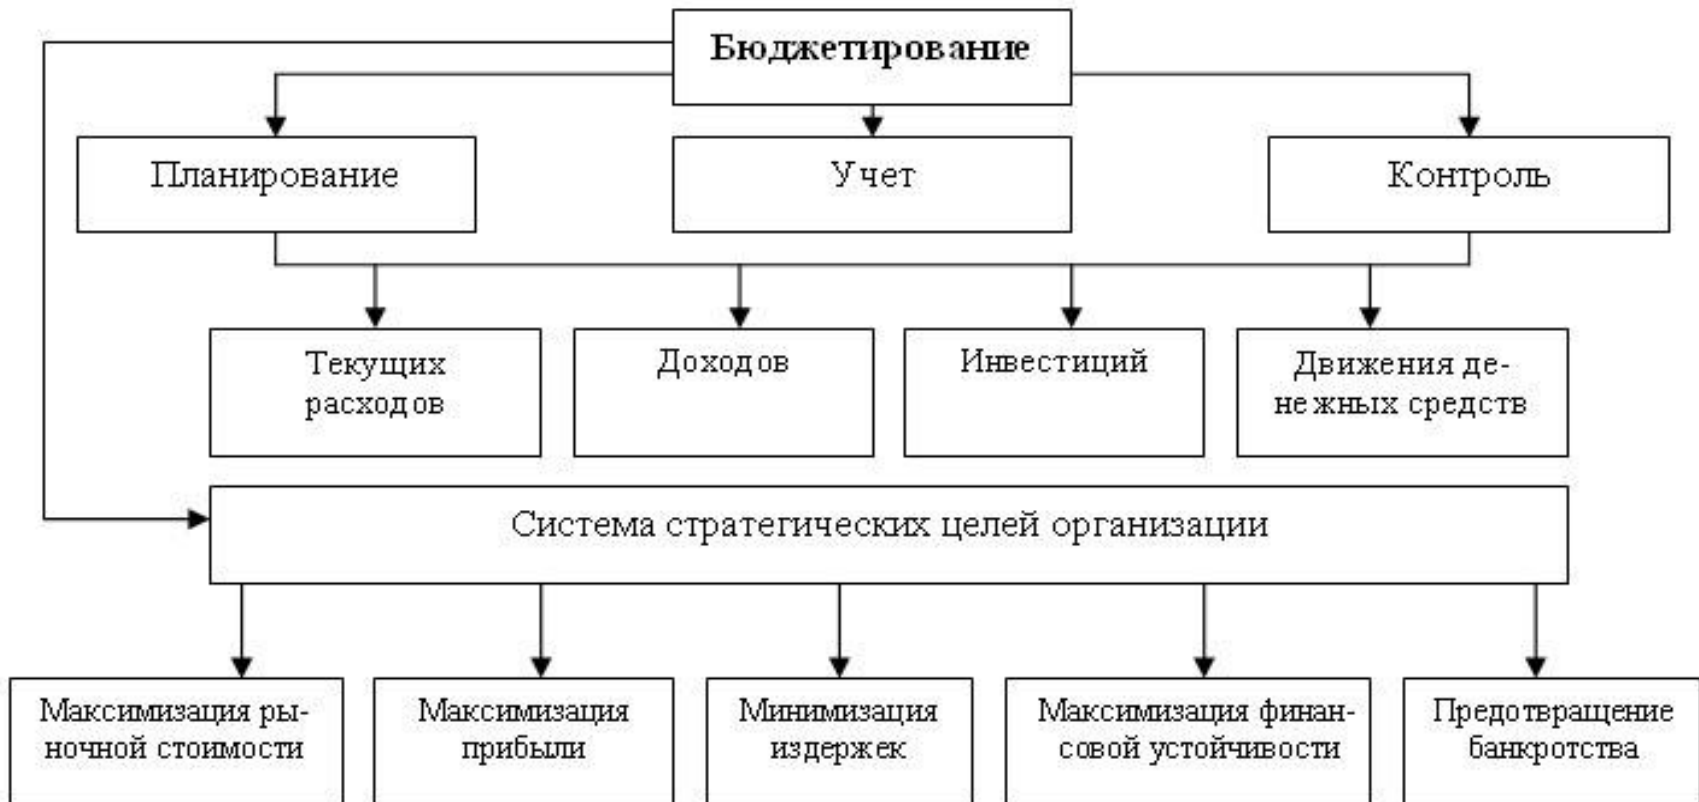 Бюджетирование
Планирование
Учет
Контроль
Текущих
расходов
Доходов
Инвестиций
Движения де-
нежных средств
Система стратегических целей организации
Максимизация ры-
ночной стоимости
Максимизация
прибыли
Минимизация
издержек
Максимизация финан-
совой устойчивости
Предотвращение
банкротства